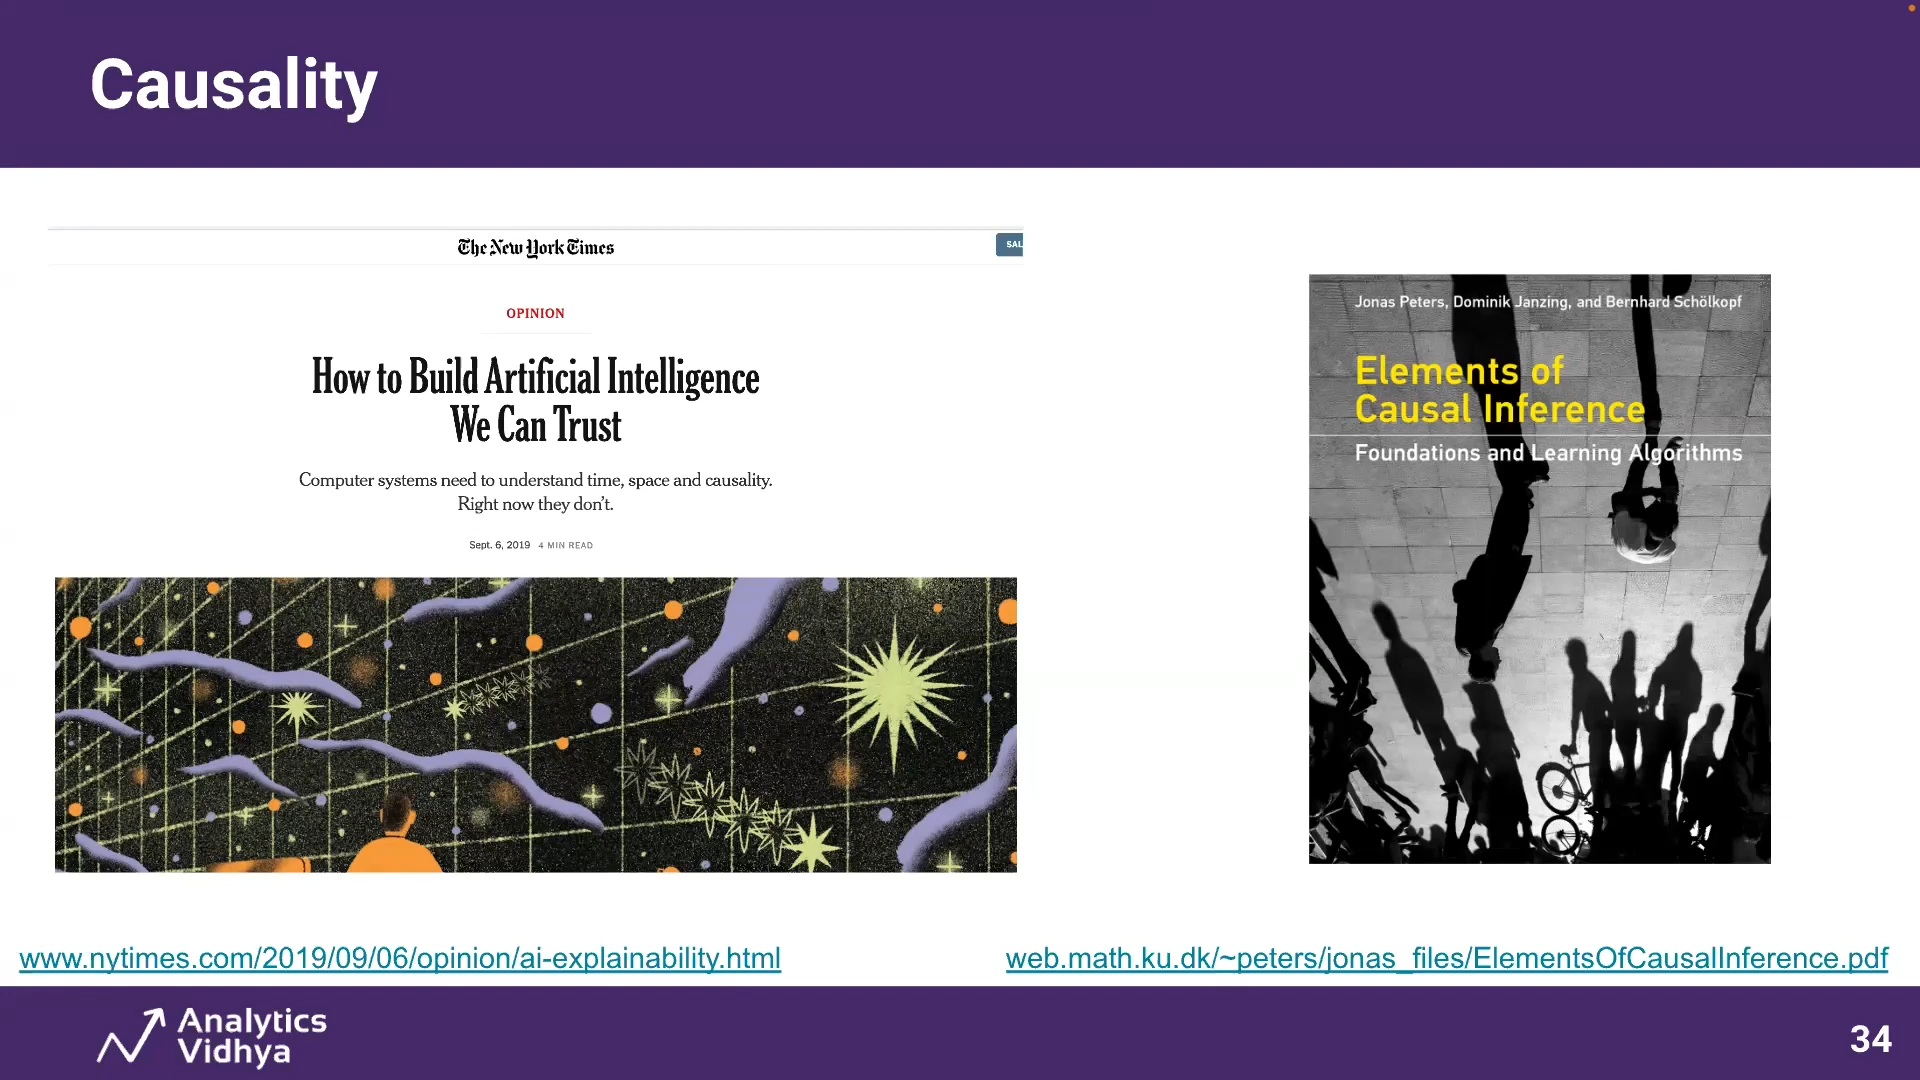 Causality
The New York Times
SAL
OPINION
How to Build Artificial Intelligence
We Can Trust
Computer systems need to understand time, space and causality.
Right now they don't.
Sept. 6, 2019 4 MIN READ
Jonas Peters, Dominik Janzing, and Bernhard Schölkopf
Elements of
Causal Inference
Foundations and Learning Algorithms
www.nytimes.com/2019/09/06/opinion/ai-explainability.html
web.math.ku.dk/~peters/jonas_files/ElementsOfCausalInference.pdf
Analytics
Vidhya
34